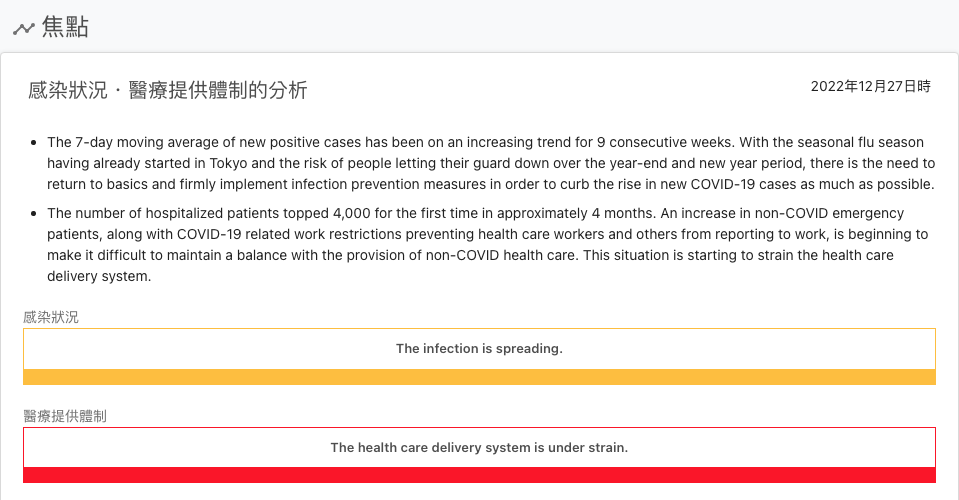 焦點
感染狀況・醫療提供體制的分析
2022年12月27日時
The 7-day moving average of new positive cases has been on an increasing trend for 9 consecutive weeks. With the seasonal flu season
having already started in Tokyo and the risk of people letting their guard down over the year-end and new year period, there is the need to
return to basics and firmly implement infection prevention measures in order to curb the rise in new COVID-19 cases as much as possible.
The number of hospitalized patients topped 4,000 for the first time in approximately 4 months. An increase in non-COVID emergency
patients, along with COVID-19 related work restrictions preventing health care workers and others from reporting to work, is beginning to
make it difficult to maintain a balance with the provision of non-COVID health care. This situation is starting to strain the health care
delivery system.
感染狀況
The infection is spreading.
醫療提供體制
The health care delivery system is under strain.